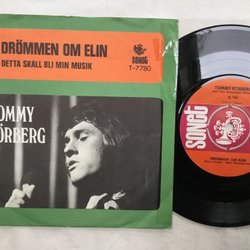 DRÖMMEN OM ELIN
DETTA SKALL BLI MIN MUSIK
SONET
T-7780
TOMMY
KÖRBERG
TOMMY KÖRBERG
SONET
DRÖMMEN OM ELIN